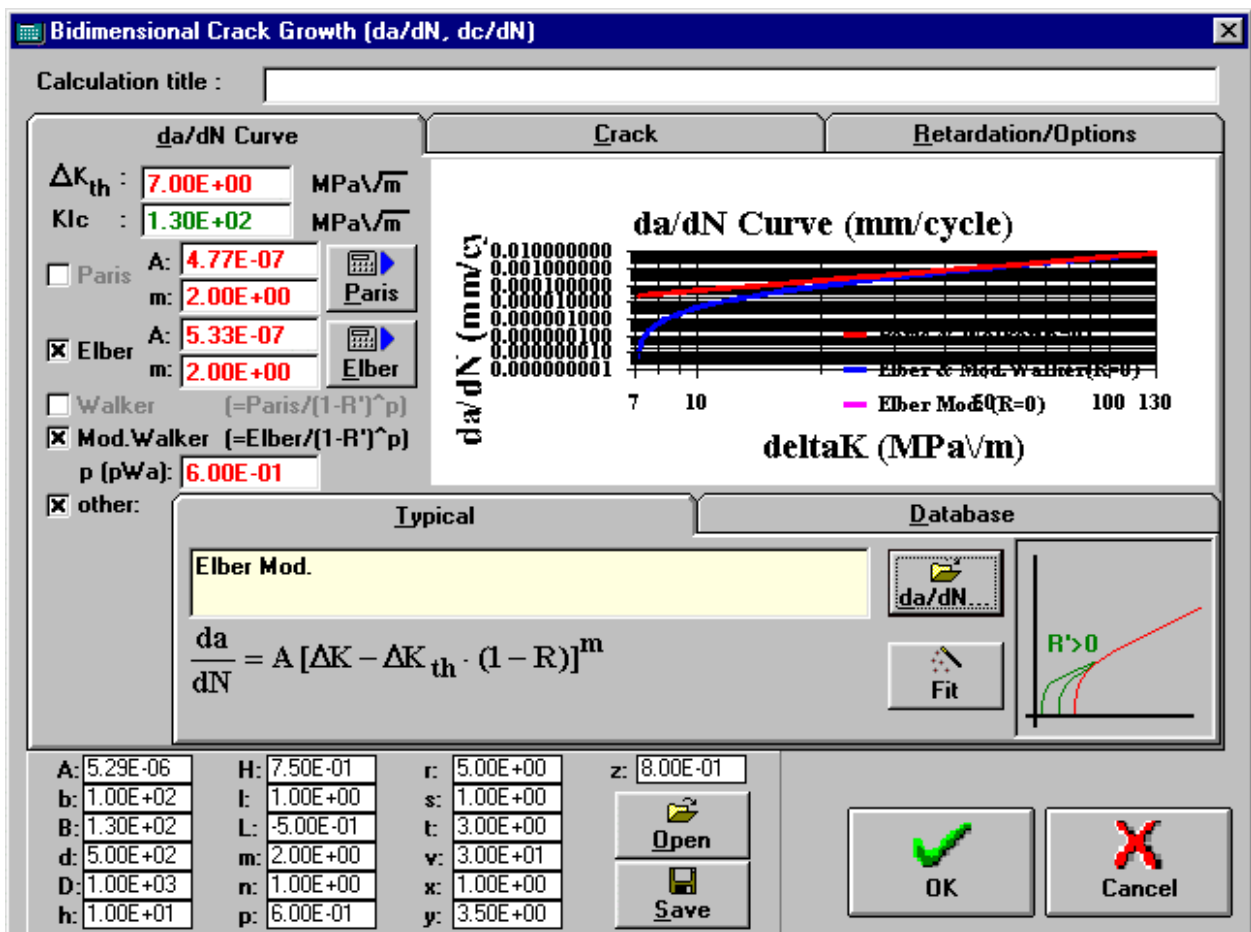 Bidimensional Crack Growth (da/dN, dc/dN)
Calculation title :
da/dN Curve
Crack
Retardation/Options
ΔKth : 7.00E+00 MPa√m
KIc : 1.30E+02 MPa√m
Paris A: 4.77E-07
m: 2.00E+00
Paris
Elber A: 5.33E-07
m: 2.00E+00
Elber
Walker (=Paris/(1-R')^p)
Mod.Walker (=Elber/(1-R')^p)
p (pWa): 6.00E-01
other:
da/dN Curve (mm/cycle)
da/dN (mm/cy
0.010000000
0.001000000
0.000100000
0.000010000
0.000001000
0.000000100
0.000000010
0.000000001
Elber & Mod. Walker(R=0)
Elber Mod. (R=0)
7 10 50 100 130
deltaK (MPa\/m)
Typical
Database
Elber Mod.
da/dN...
da/dN = A [ΔK − ΔKth · (1 − R)]^m
Fit
R'>0
A: 5.29E-06 H: 7.50E-01 r: 5.00E+00 z: 8.00E-01
b: 1.00E+02 l: 1.00E+00 s: 1.00E+00
B: 1.30E+02 L: -5.00E-01 t: 3.00E+00
d: 5.00E+02 m: 2.00E+00 v: 3.00E+01
D: 1.00E+03 n: 1.00E+00 x: 1.00E+00
h: 1.00E+01 p: 6.00E-01 y: 3.50E+00
Open
Save
OK
Cancel